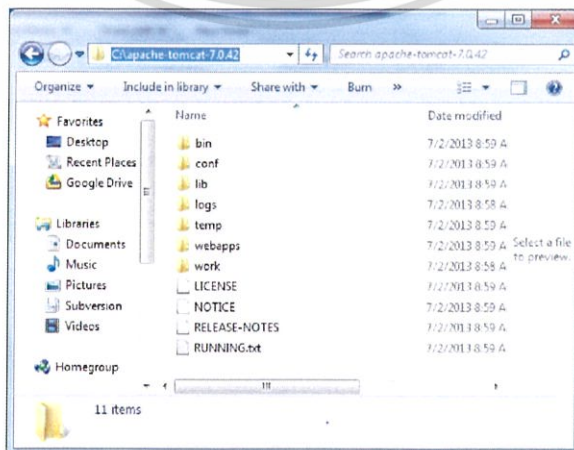 C:\apache-tomcat-7.0.42
Search apache-tomcat-7.0.42
Organize Include in library Share with Burn »
Favorites
Desktop
Recent Places
Google Drive
Libraries
Documents
Music
Pictures
Subversion
Videos
Homegroup
Name Date modified
bin 7/2/2013 8:59 A
conf 7/2/2013 8:59 A
lib 7/2/2013 8:59 A
logs 7/2/2013 8:58 A
temp 7/2/2013 8:59 A
webapps 7/2/2013 8:59 A
work 7/2/2013 8:58 A
LICENSE 7/2/2013 8:59 A
NOTICE 7/2/2013 8:59 A
RELEASE-NOTES 7/2/2013 8:59 A
RUNNING.txt 7/2/2013 8:59 A
Select a file
to preview.
11 items